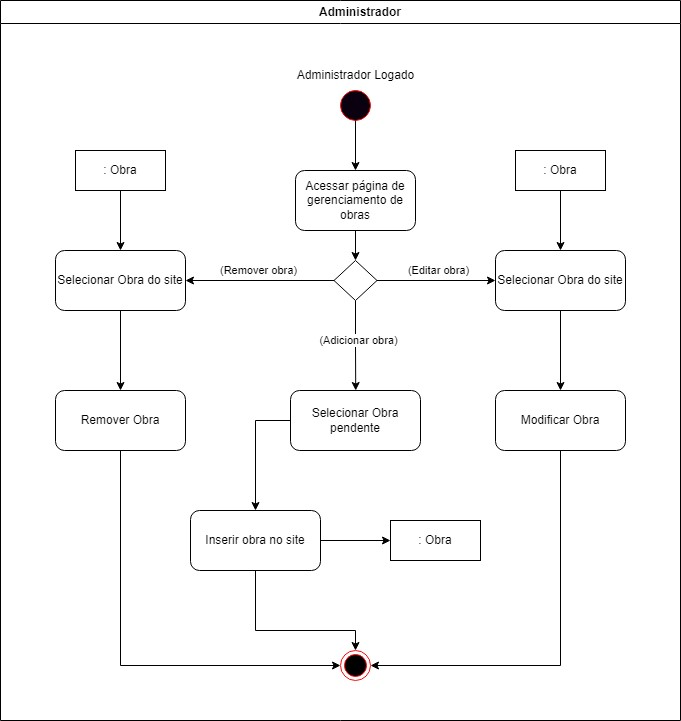 Administrador
Administrador Logado
: Obra
: Obra
Acessar página de
gerenciamento de
obras
(Remover obra)
(Editar obra)
Selecionar Obra do site
Selecionar Obra do site
(Adicionar obra)
Remover Obra
Selecionar Obra
pendente
Modificar Obra
Inserir obra no site
: Obra